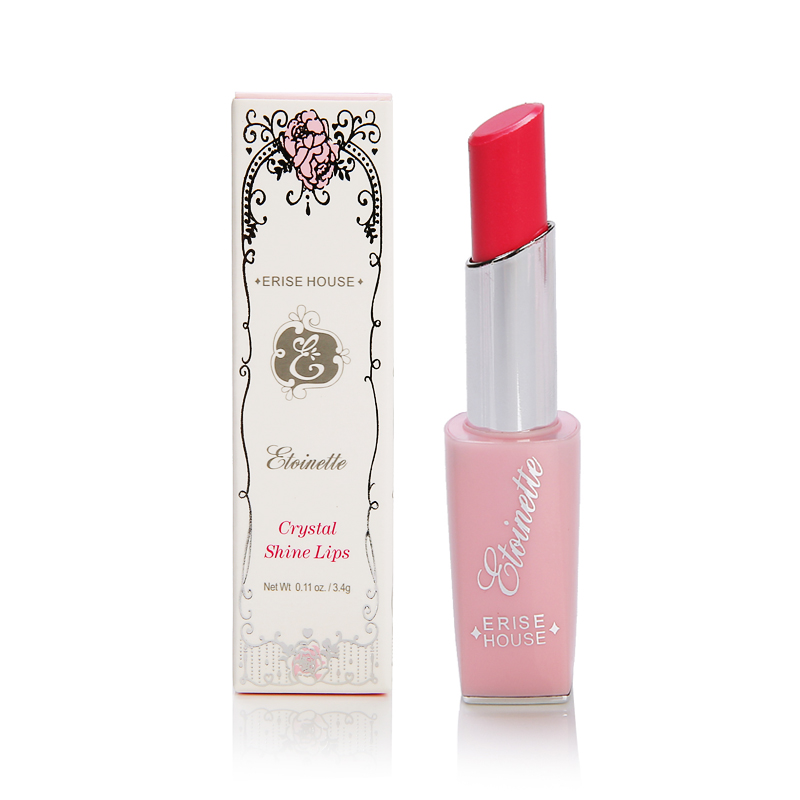 ERISE HOUSE
E
Etoinette
Crystal
Shine Lips
Net Wt 0.11 oz. / 3.4g
Etoinette
ERISE
HOUSE